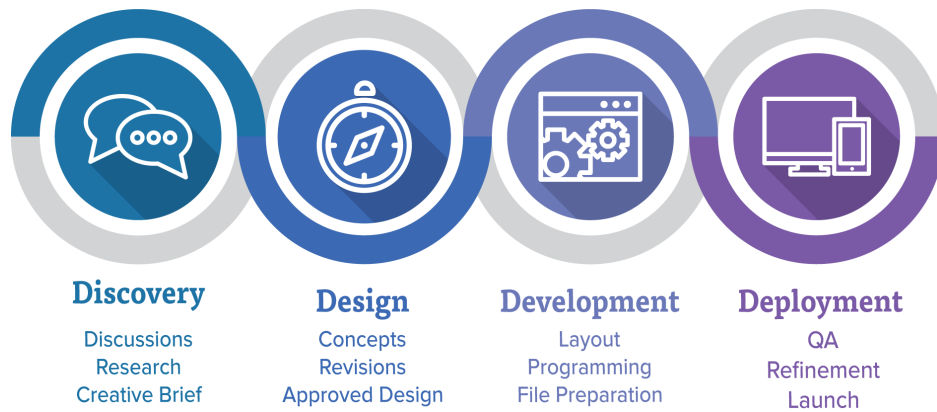 Discovery
Discussions
Research
Creative Brief
Design
Concepts
Revisions
Approved Design
Development
Layout
Programming
File Preparation
Deployment
QA
Refinement
Launch